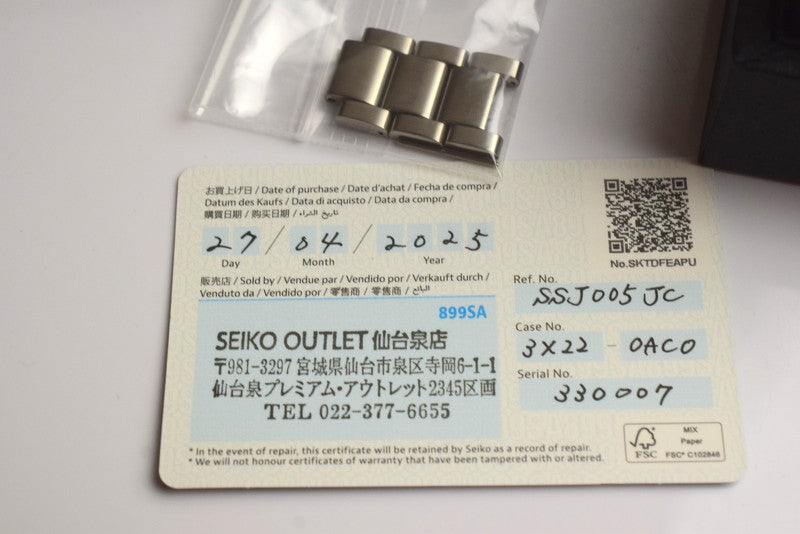 お買上げ日 / Date of purchase / Date d'achat / Fecha de compra /
Datum des Kaufs / Data di acquisto / Data da compra /
購買日期 / 购买日期 / تاريخ الشراء
27 / 04 / 2025
Day Month Year
No.SKTDFEAPU
販売店 / Sold by / Vendue par / Vendido por / Verkauft durch /
Venduto da / Vendido por / 零售商 / 零售商 / البائع
899SA
SEIKO OUTLET 仙台泉店
〒981-3297 宮城県仙台市泉区寺岡6-1-1
仙台泉プレミアム・アウトレット2345区画
TEL 022-377-6655
Ref. No.
SSJ005JC
Case No.
3X22 - 0AC0
Serial No.
330007
MIX
Paper
FSC
FSC® C102846
* In the event of repair, this certificate will be retained by Seiko as a record of repair.
* We will not honour certificates of warranty that have been tampered with or altered.